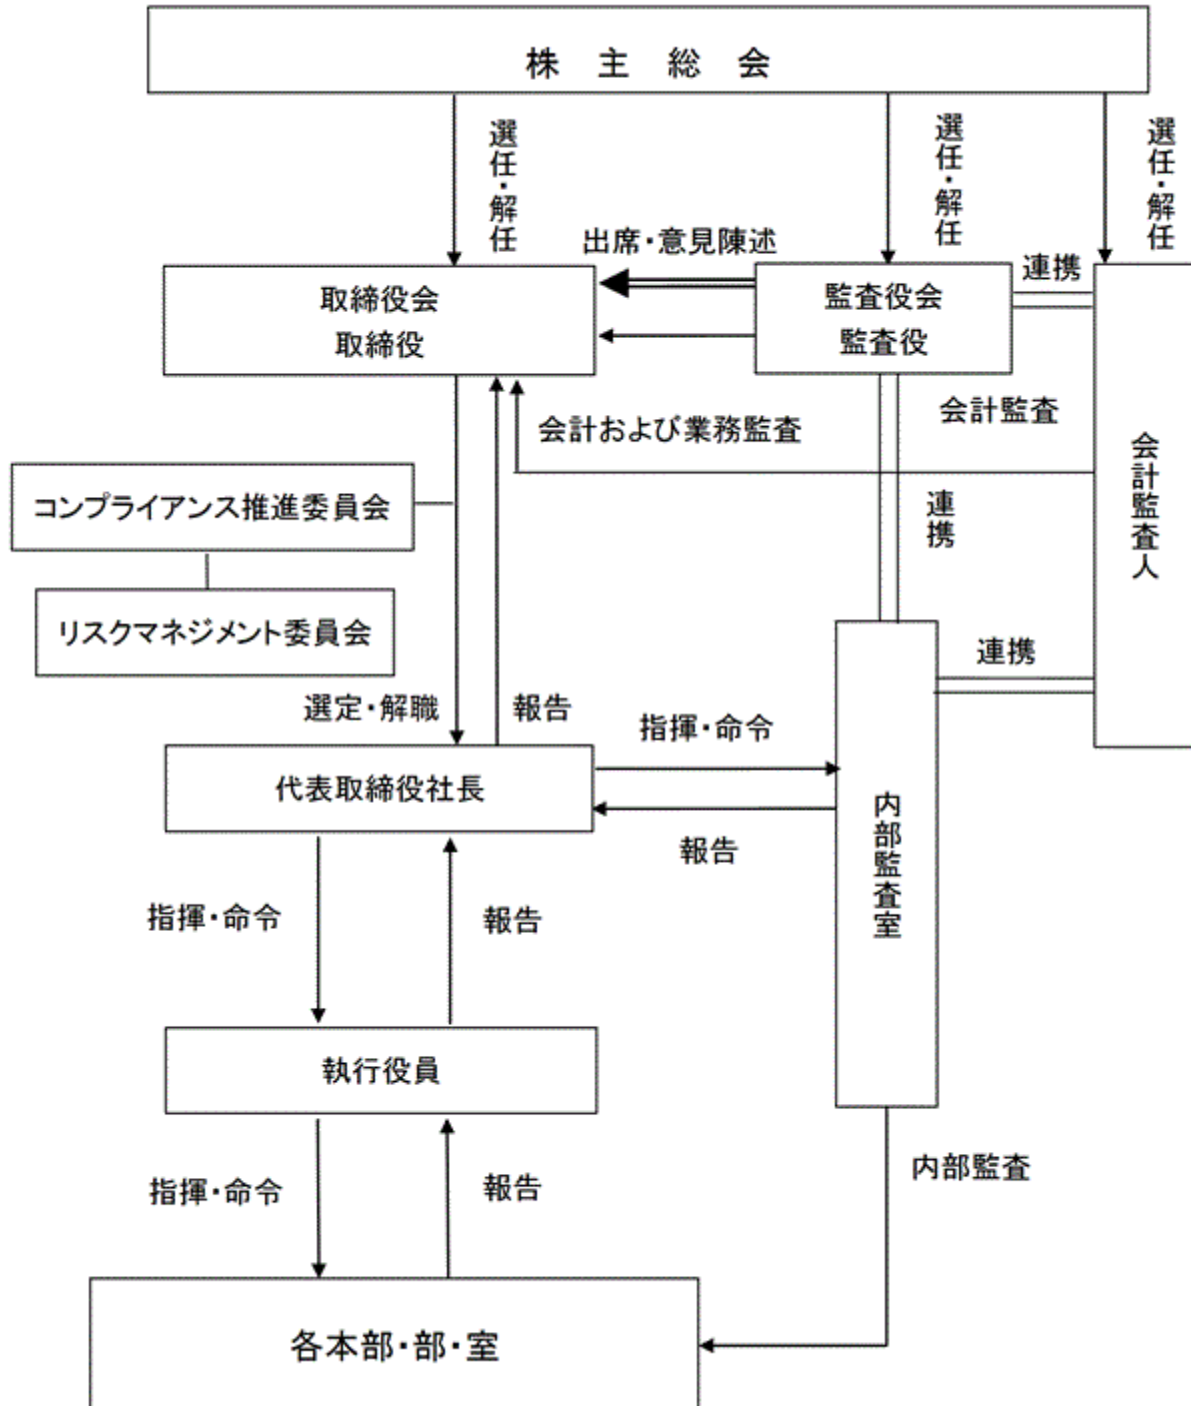 株　主　総　会
選任・解任
選任・解任
選任・解任
出席・意見陳述
連携
取締役会
取締役
監査役会
監査役
会計監査
会計および業務監査
会計監査人
コンプライアンス推進委員会
連携
リスクマネジメント委員会
連携
選定・解職
報告
指揮・命令
代表取締役社長
内部監査室
報告
指揮・命令
報告
執行役員
内部監査
指揮・命令
報告
各本部・部・室